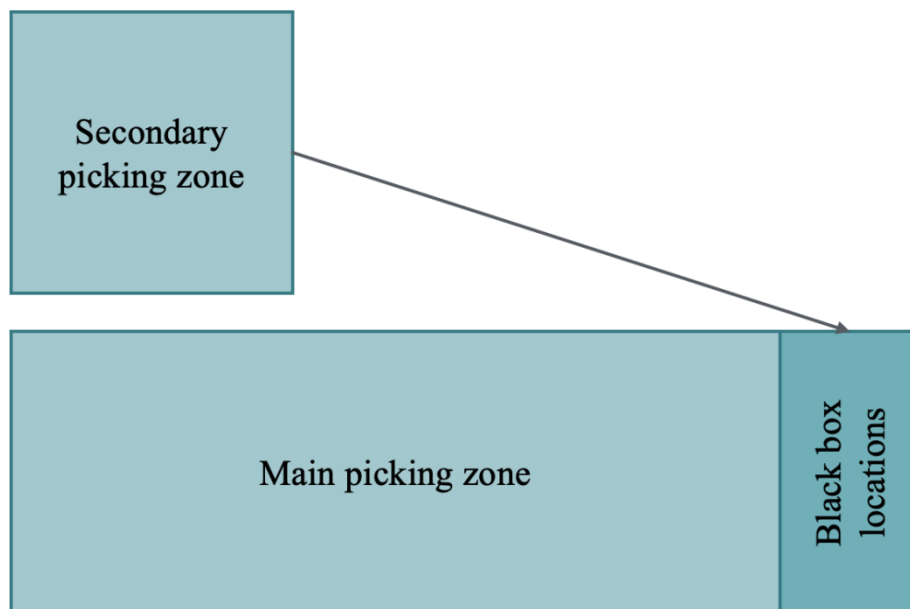 Secondary
picking zone
Main picking zone
Black box
locations